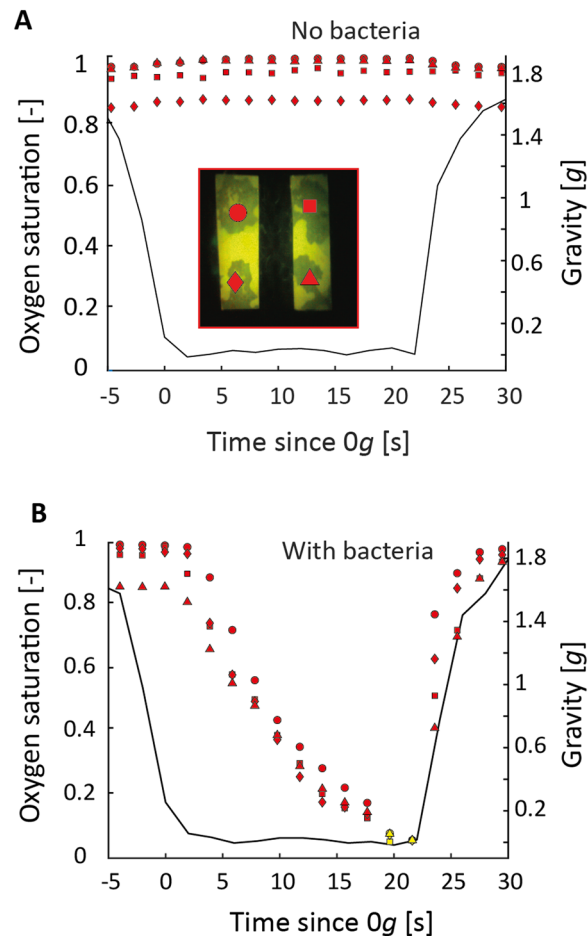 A
No bacteria
Oxygen saturation [-]
1
0.8
0.6
0.4
0.2
0
1.8
1.4
1
0.6
0.2
Gravity [g]
-5 0 5 10 15 20 25 30
Time since 0g [s]
B
With bacteria
Oxygen saturation [-]
1
0.8
0.6
0.4
0.2
0
1.8
1.4
1
0.6
0.2
Gravity [g]
-5 0 5 10 15 20 25 30
Time since 0g [s]